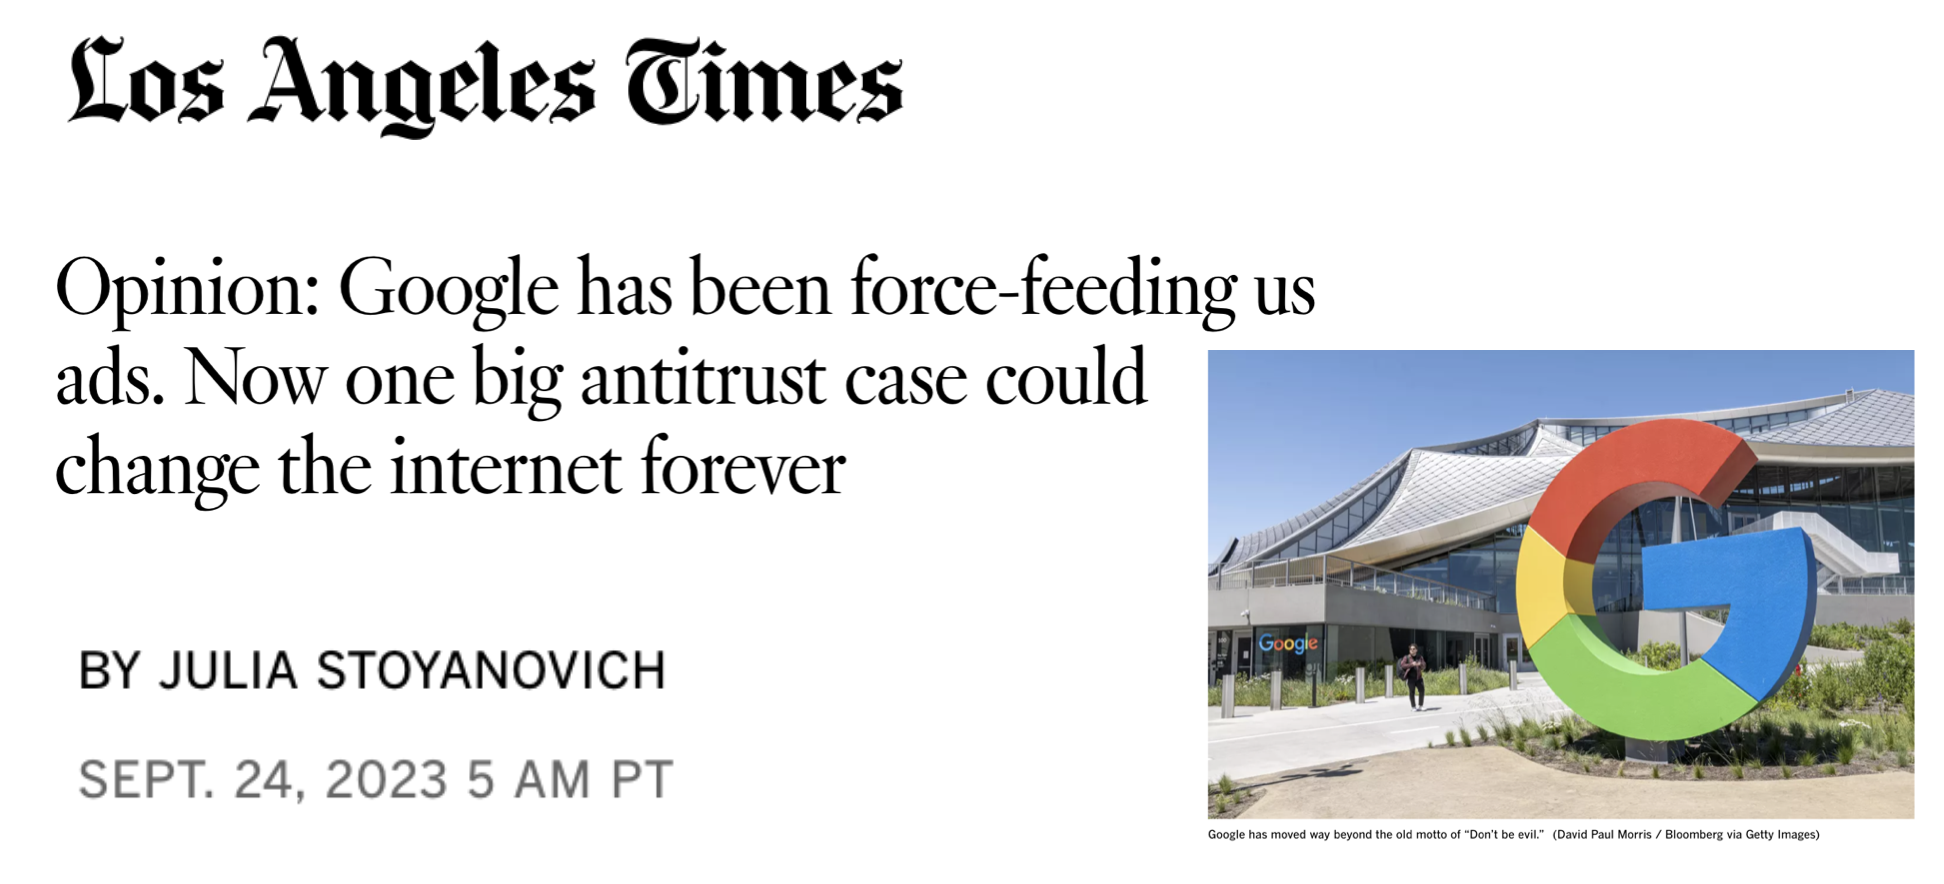 Los Angeles Times
Opinion: Google has been force-feeding us
ads. Now one big antitrust case could
change the internet forever
BY JULIA STOYANOVICH
SEPT. 24, 2023 5 AM PT
Google
Google has moved way beyond the old motto of “Don’t be evil.” (David Paul Morris / Bloomberg via Getty Images)